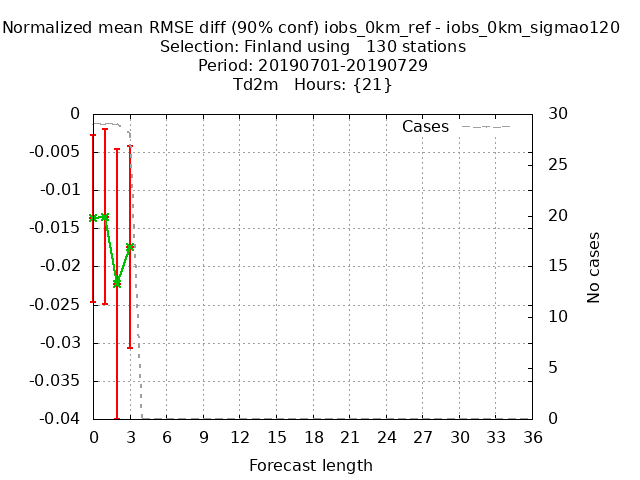 Normalized mean RMSE diff (90% conf) iobs_0km_ref - iobs_0km_sigmao120
Selection: Finland using   130 stations
Period: 20190701-20190729
Td2m   Hours: {21}
0
-0.005
-0.01
-0.015
-0.02
-0.025
-0.03
-0.035
-0.04
Cases
30
25
20
15
10
5
0
No cases
0 3 6 9 12 15 18 21 24 27 30 33 36
Forecast length